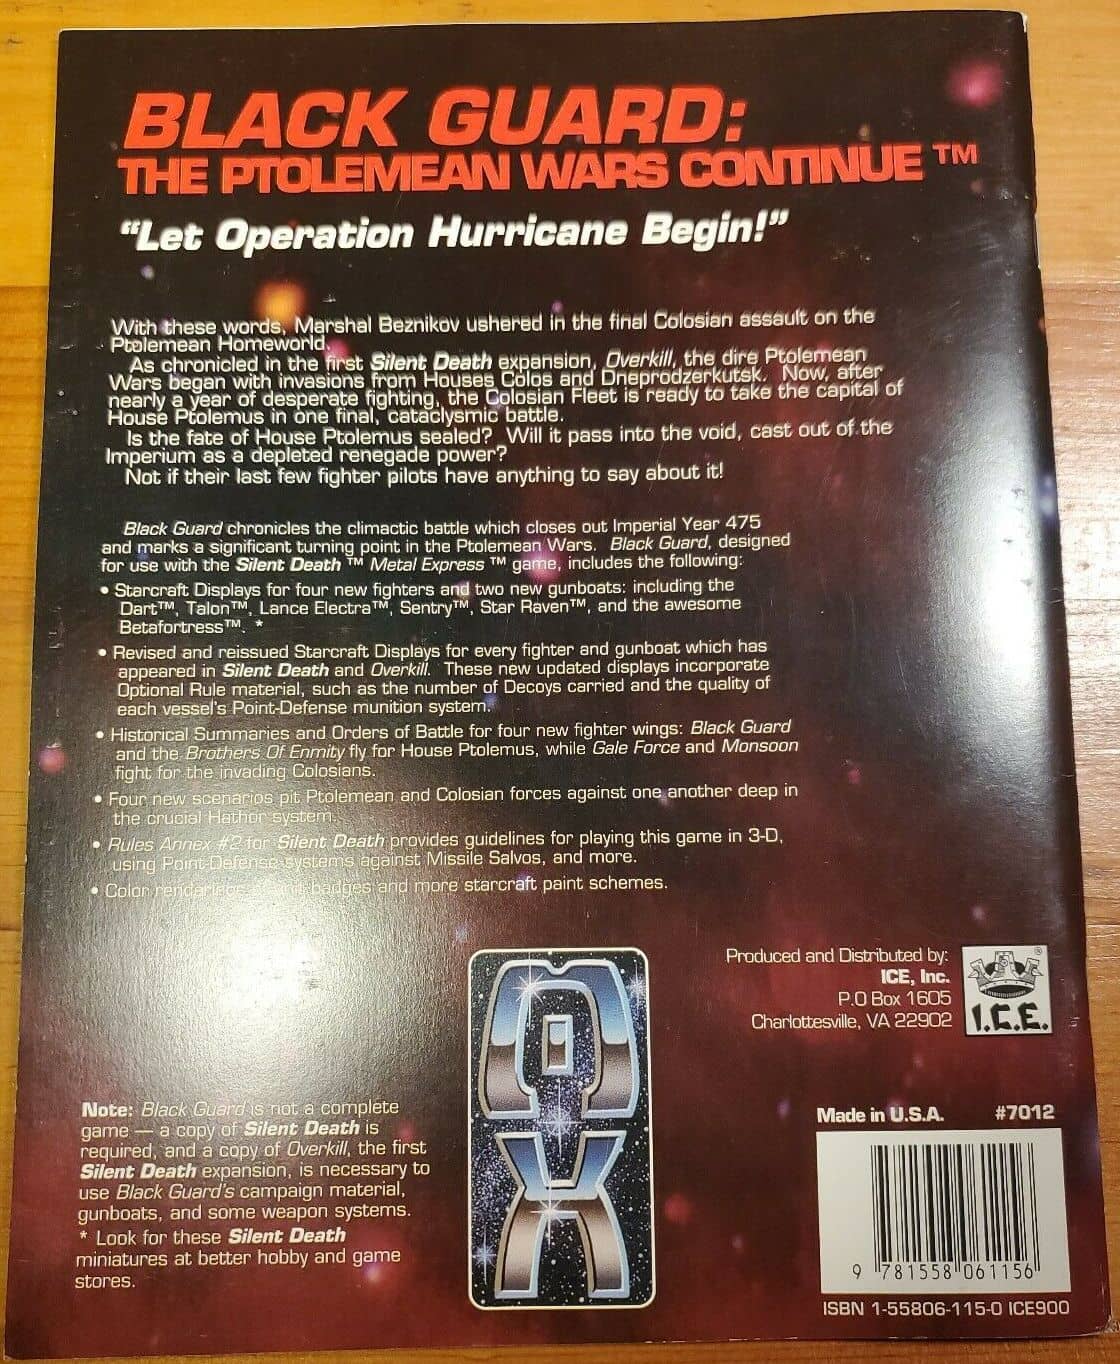 BLACK GUARD:
THE PTOLEMEAN WARS CONTINUE™
“Let Operation Hurricane Begin!”
With these words, Marshal Beznikov ushered in the final Colosian assault on the
Ptolemean Homeworld.
As chronicled in the first Silent Death expansion, Overkill, the dire Ptolemean
Wars began with invasions from Houses Colos and Dneprodzerkutsk. Now, after
nearly a year of desperate fighting, the Colosian Fleet is ready to take the capital of
House Ptolemus in one final, cataclysmic battle.
Is the fate of House Ptolemus sealed? Will it pass into the void, cast out of the
Imperium as a depleted renegade power?
Not if their last few fighter pilots have anything to say about it!
Black Guard chronicles the climactic battle which closes out Imperial Year 475
and marks a significant turning point in the Ptolemean Wars. Black Guard, designed
for use with the Silent Death ™ Metal Express ™ game, includes the following:
• Starcraft Displays for four new fighters and two new gunboats: including the
Dart™, Talon™, Lance Electra™, Sentry™, Star Raven™, and the awesome
Betafortress™. *
• Revised and reissued Starcraft Displays for every fighter and gunboat which has
appeared in Silent Death and Overkill. These new updated displays incorporate
Optional Rule material, such as the number of Decoys carried and the quality of
each vessel's Point-Defense munition system.
• Historical Summaries and Orders of Battle for four new fighter wings: Black Guard
and the Brothers Of Enmity fly for House Ptolemus, while Gale Force and Monsoon
fight for the invading Colosians.
• Four new scenarios pit Ptolemean and Colosian forces against one another deep in
the crucial Hathor system.
• Rules Annex #2 for Silent Death provides guidelines for playing this game in 3-D,
using Point-Defense systems against Missile Salvos, and more.
• Color renderings badges and more starcraft paint schemes.
Produced and Distributed by:
ICE, Inc.
P.O Box 1605
Charlottesville, VA 22902
I.C.E.
®
Note: Black Guard is not a complete
game — a copy of Silent Death is
required, and a copy of Overkill, the first
Silent Death expansion, is necessary to
use Black Guard's campaign material,
gunboats, and some weapon systems.
* Look for these Silent Death
miniatures at better hobby and game
stores.
Made in U.S.A. #7012
9 781558 061156
ISBN 1-55806-115-0 ICE900